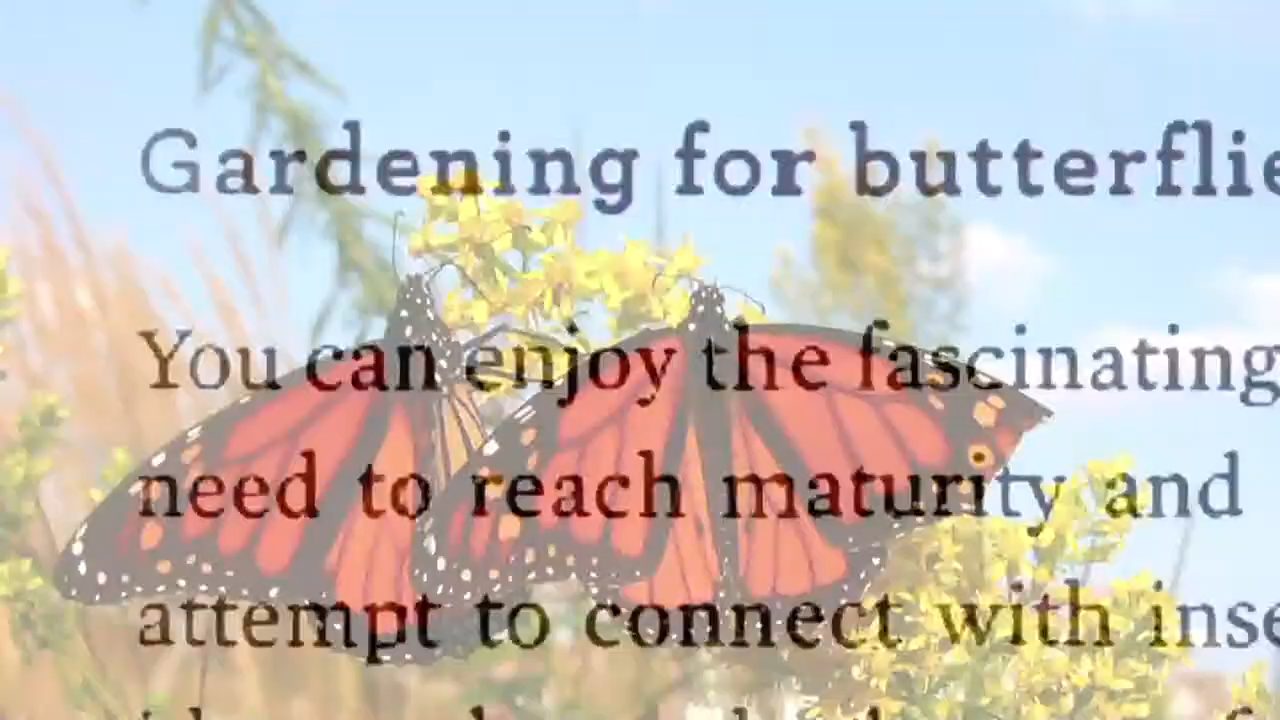 Gardening for butterflie
You can enjoy the fascinating
need to reach maturity and
attempt to connect with inse